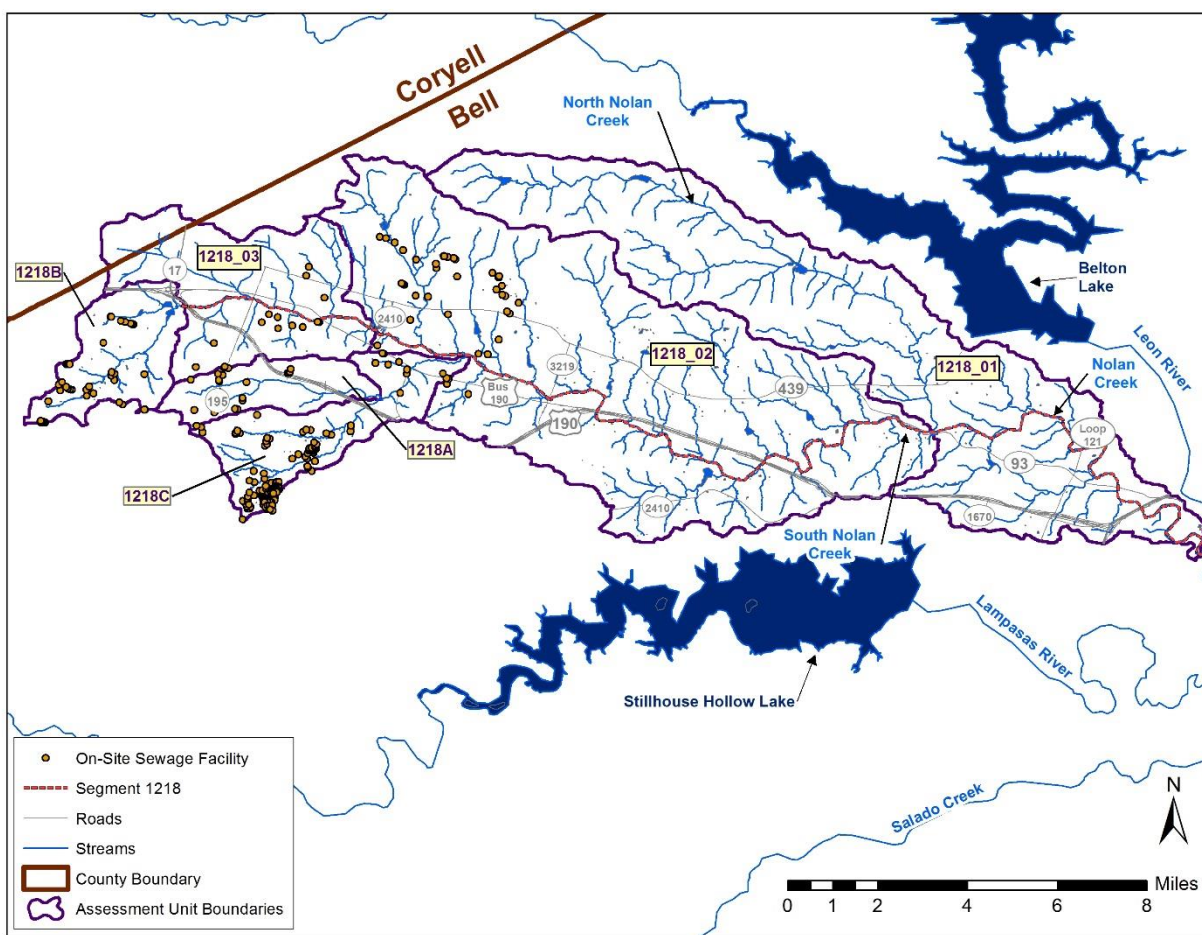 Coryell
Bell
North Nolan
Creek
1218_03
1218B
17
Belton
Lake
2410
Leon River
3219
1218_02
1218_01
Nolan
Creek
Bus
190
439
195
190
Loop
121
1218A
93
1218C
2410
1670
South Nolan
Creek
Lampasas River
Stillhouse Hollow Lake
Salado Creek
On-Site Sewage Facility
Segment 1218
Roads
Streams
County Boundary
Assessment Unit Boundaries
N
Miles
0 1 2 4 6 8